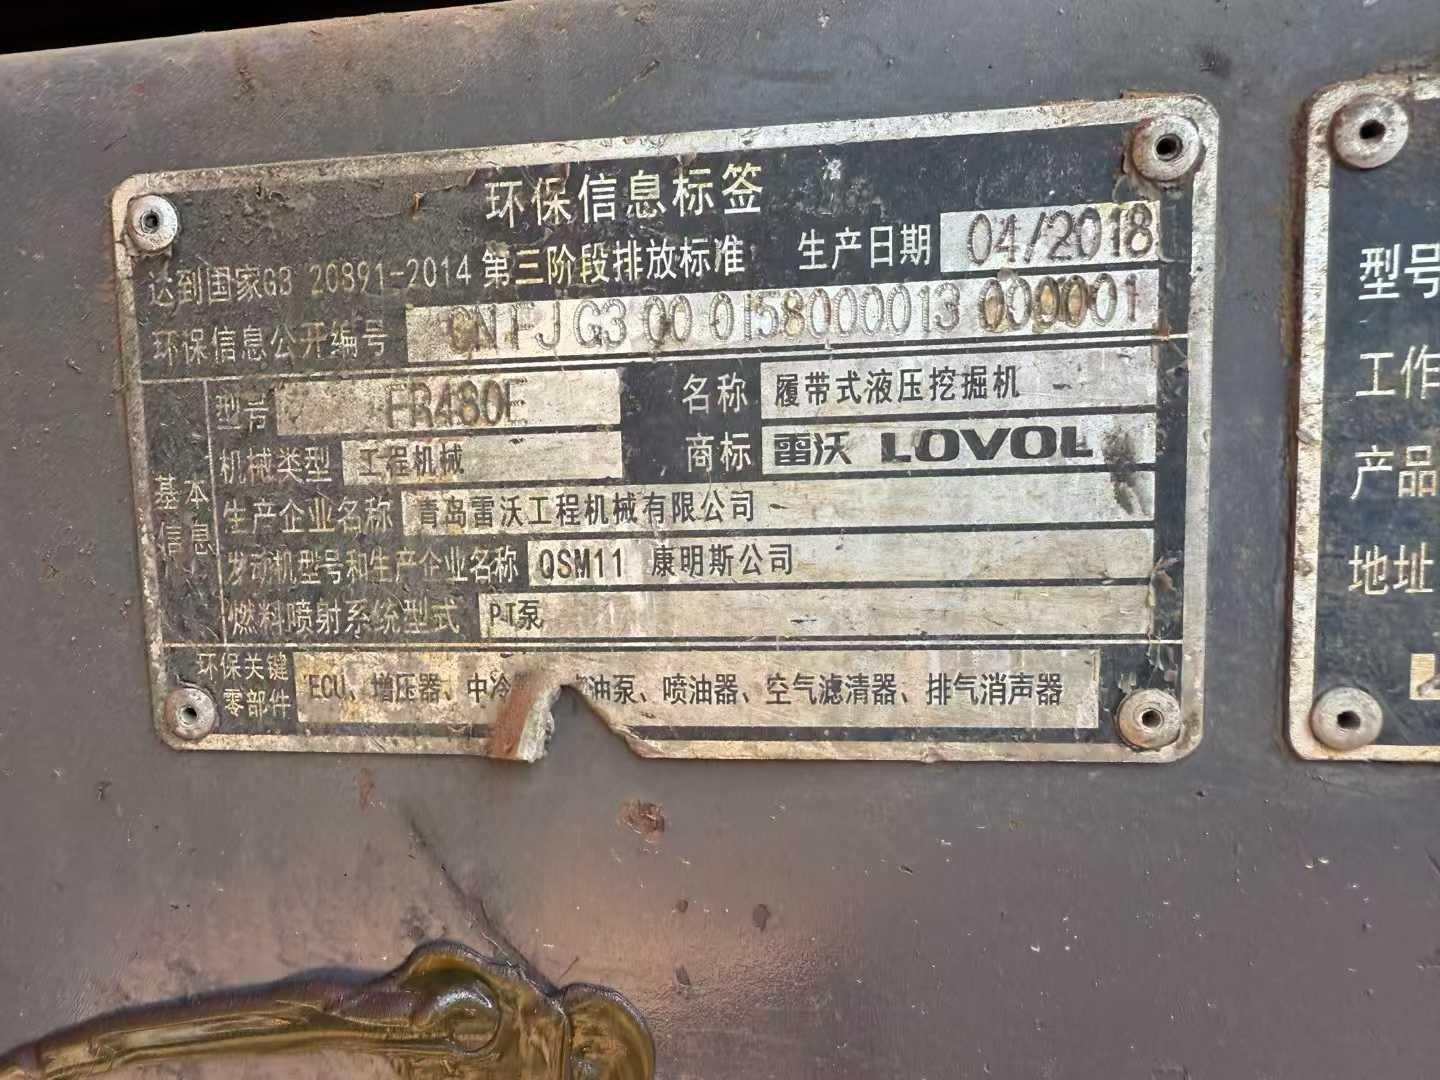 环保信息标签
达到国家G3 20891-2014 第三阶段排放标准 生产日期 04/2018
环保信息公开编号 CN FJ G3 00 0158000013 000001
基本信息
型号 FR480E 名称 履带式液压挖掘机
机械类型 工程机械 商标 雷沃 LOVOL
生产企业名称 青岛雷沃工程机械有限公司
发动机型号和生产企业名称 QSM11 康明斯公司
燃料喷射系统型式 PT泵
环保关键零部件 ECU、增压器、中冷 油泵、喷油器、空气滤清器、排气消声器
型号
工作
产品
地址